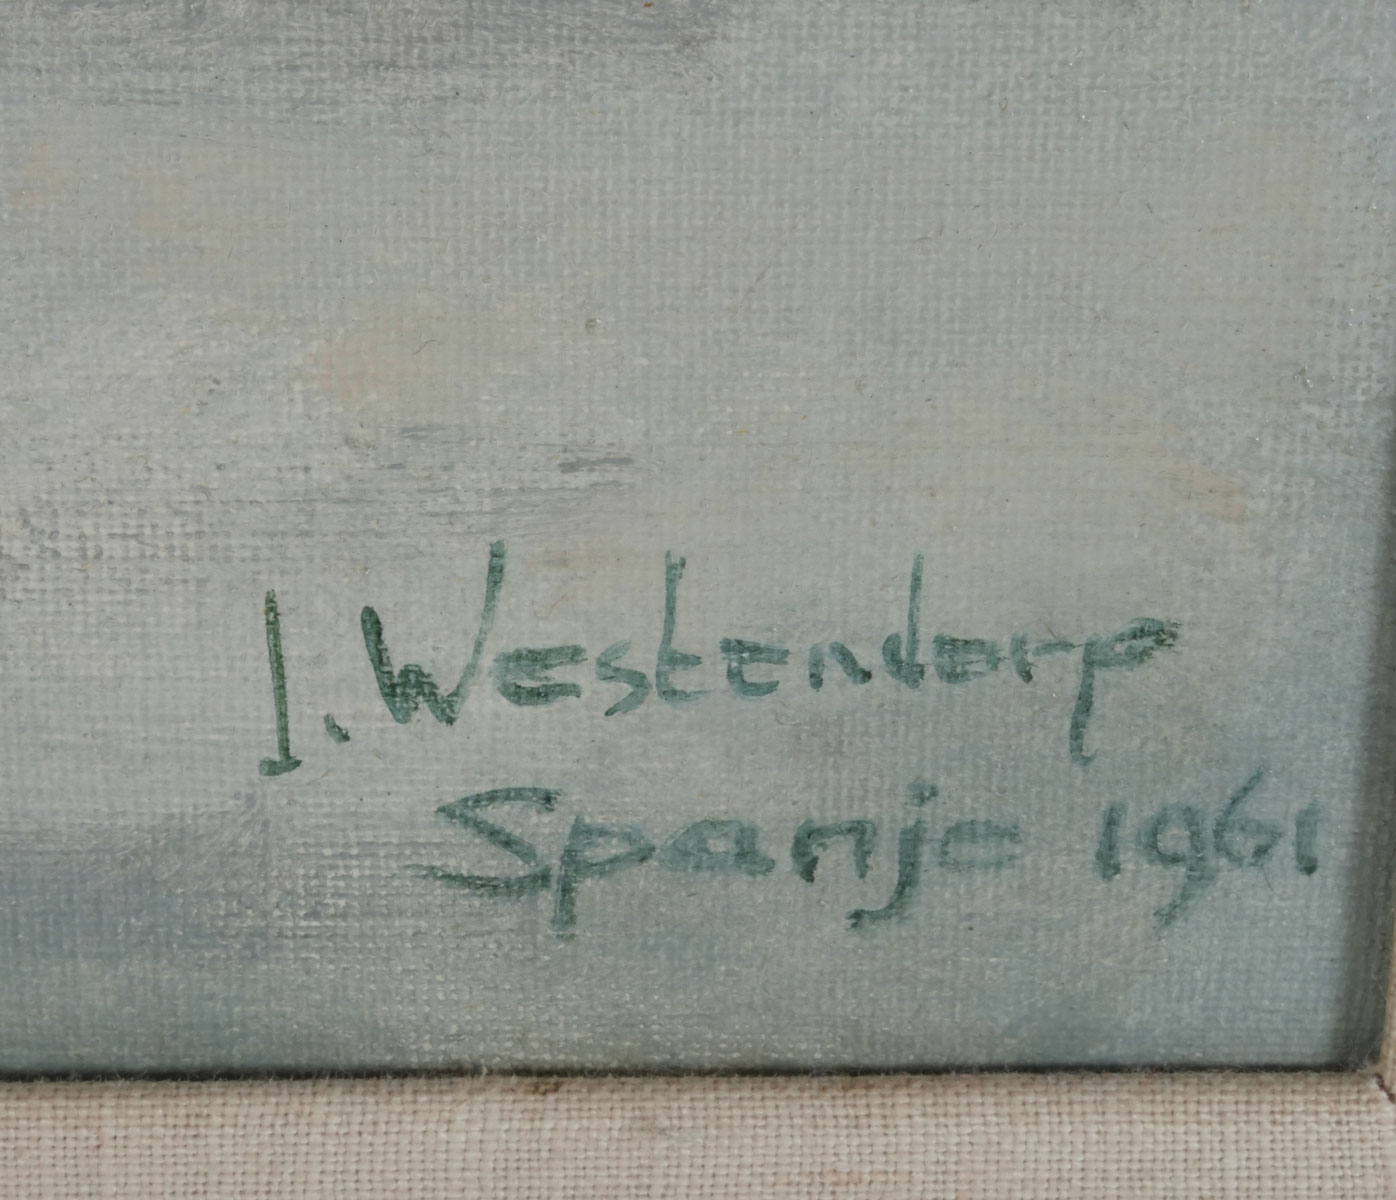 I. Westendorp
Spanje 1961